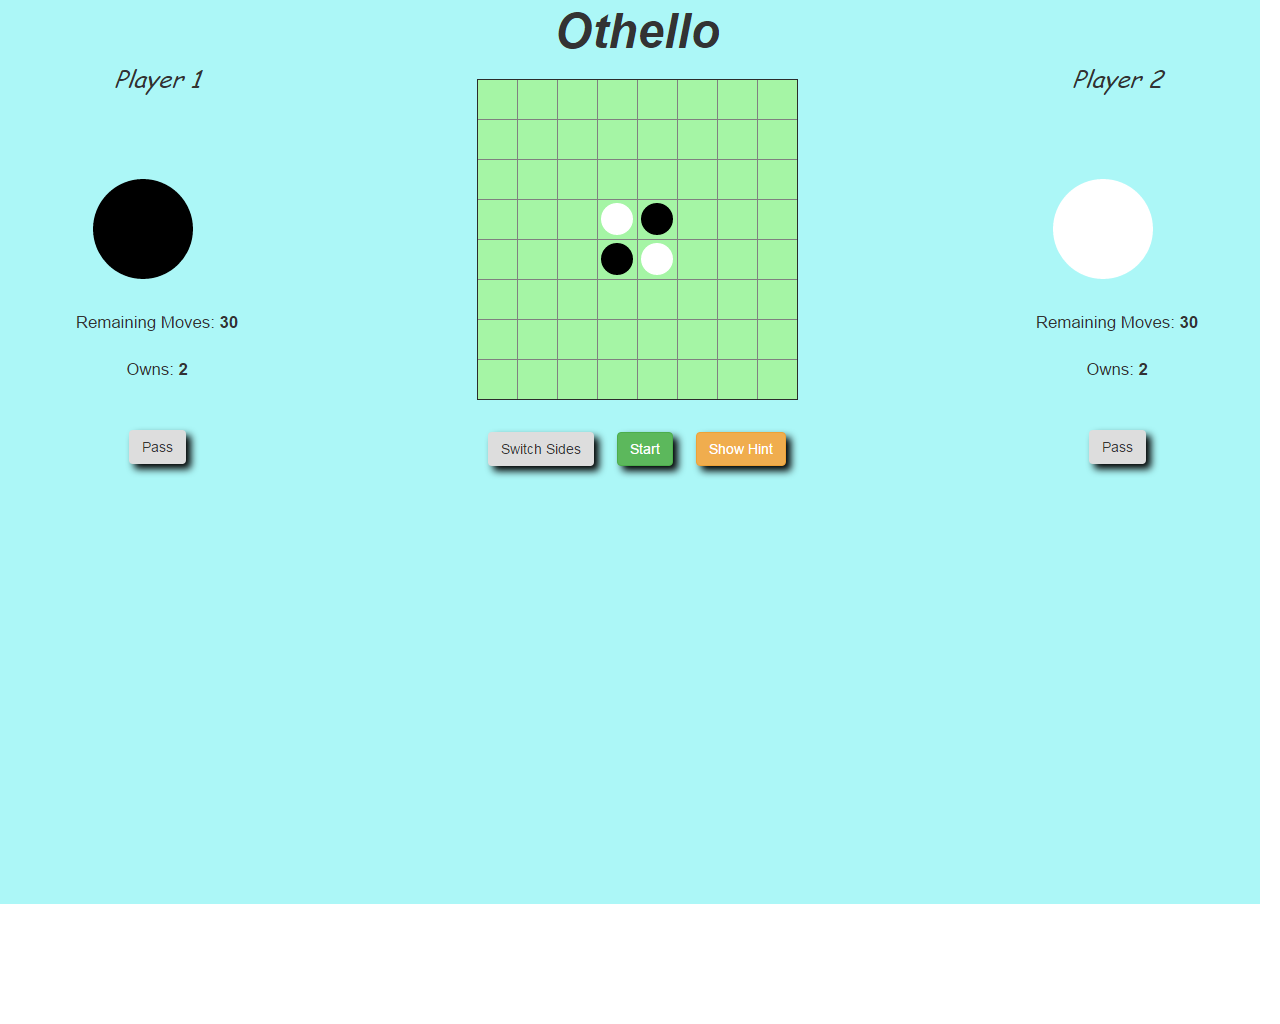 Othello
Player 1
Player 2
Remaining Moves: 30
Owns: 2
Pass
Switch Sides
Start
Show Hint
Remaining Moves: 30
Owns: 2
Pass